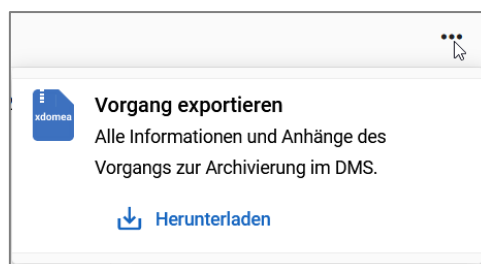 xdomea
Vorgang exportieren
Alle Informationen und Anhänge des
Vorgangs zur Archivierung im DMS.
Herunterladen